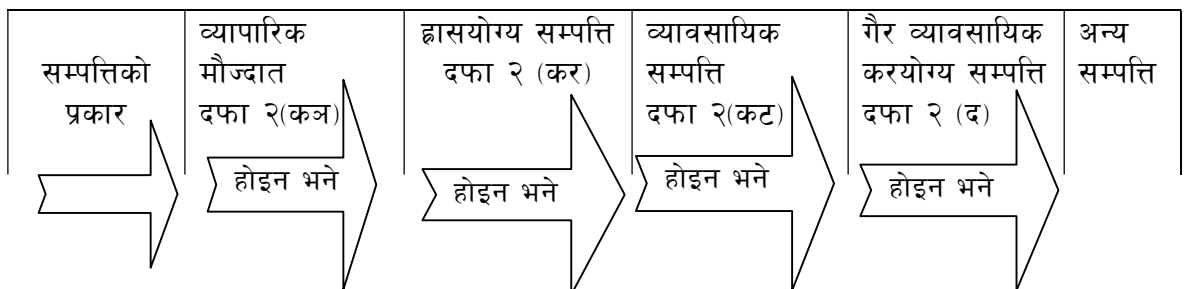 सम्पत्तिको
प्रकार
व्यापारिक
मौज्दात
दफा २(कञ)
ह्रासयोग्य सम्पत्ति
दफा २ (कर)
व्यावसायिक
सम्पत्ति
दफा २(कट)
गैर व्यावसायिक
करयोग्य सम्पत्ति
दफा २ (द)
अन्य
सम्पत्ति
होइन भने
होइन भने
होइन भने
होइन भने